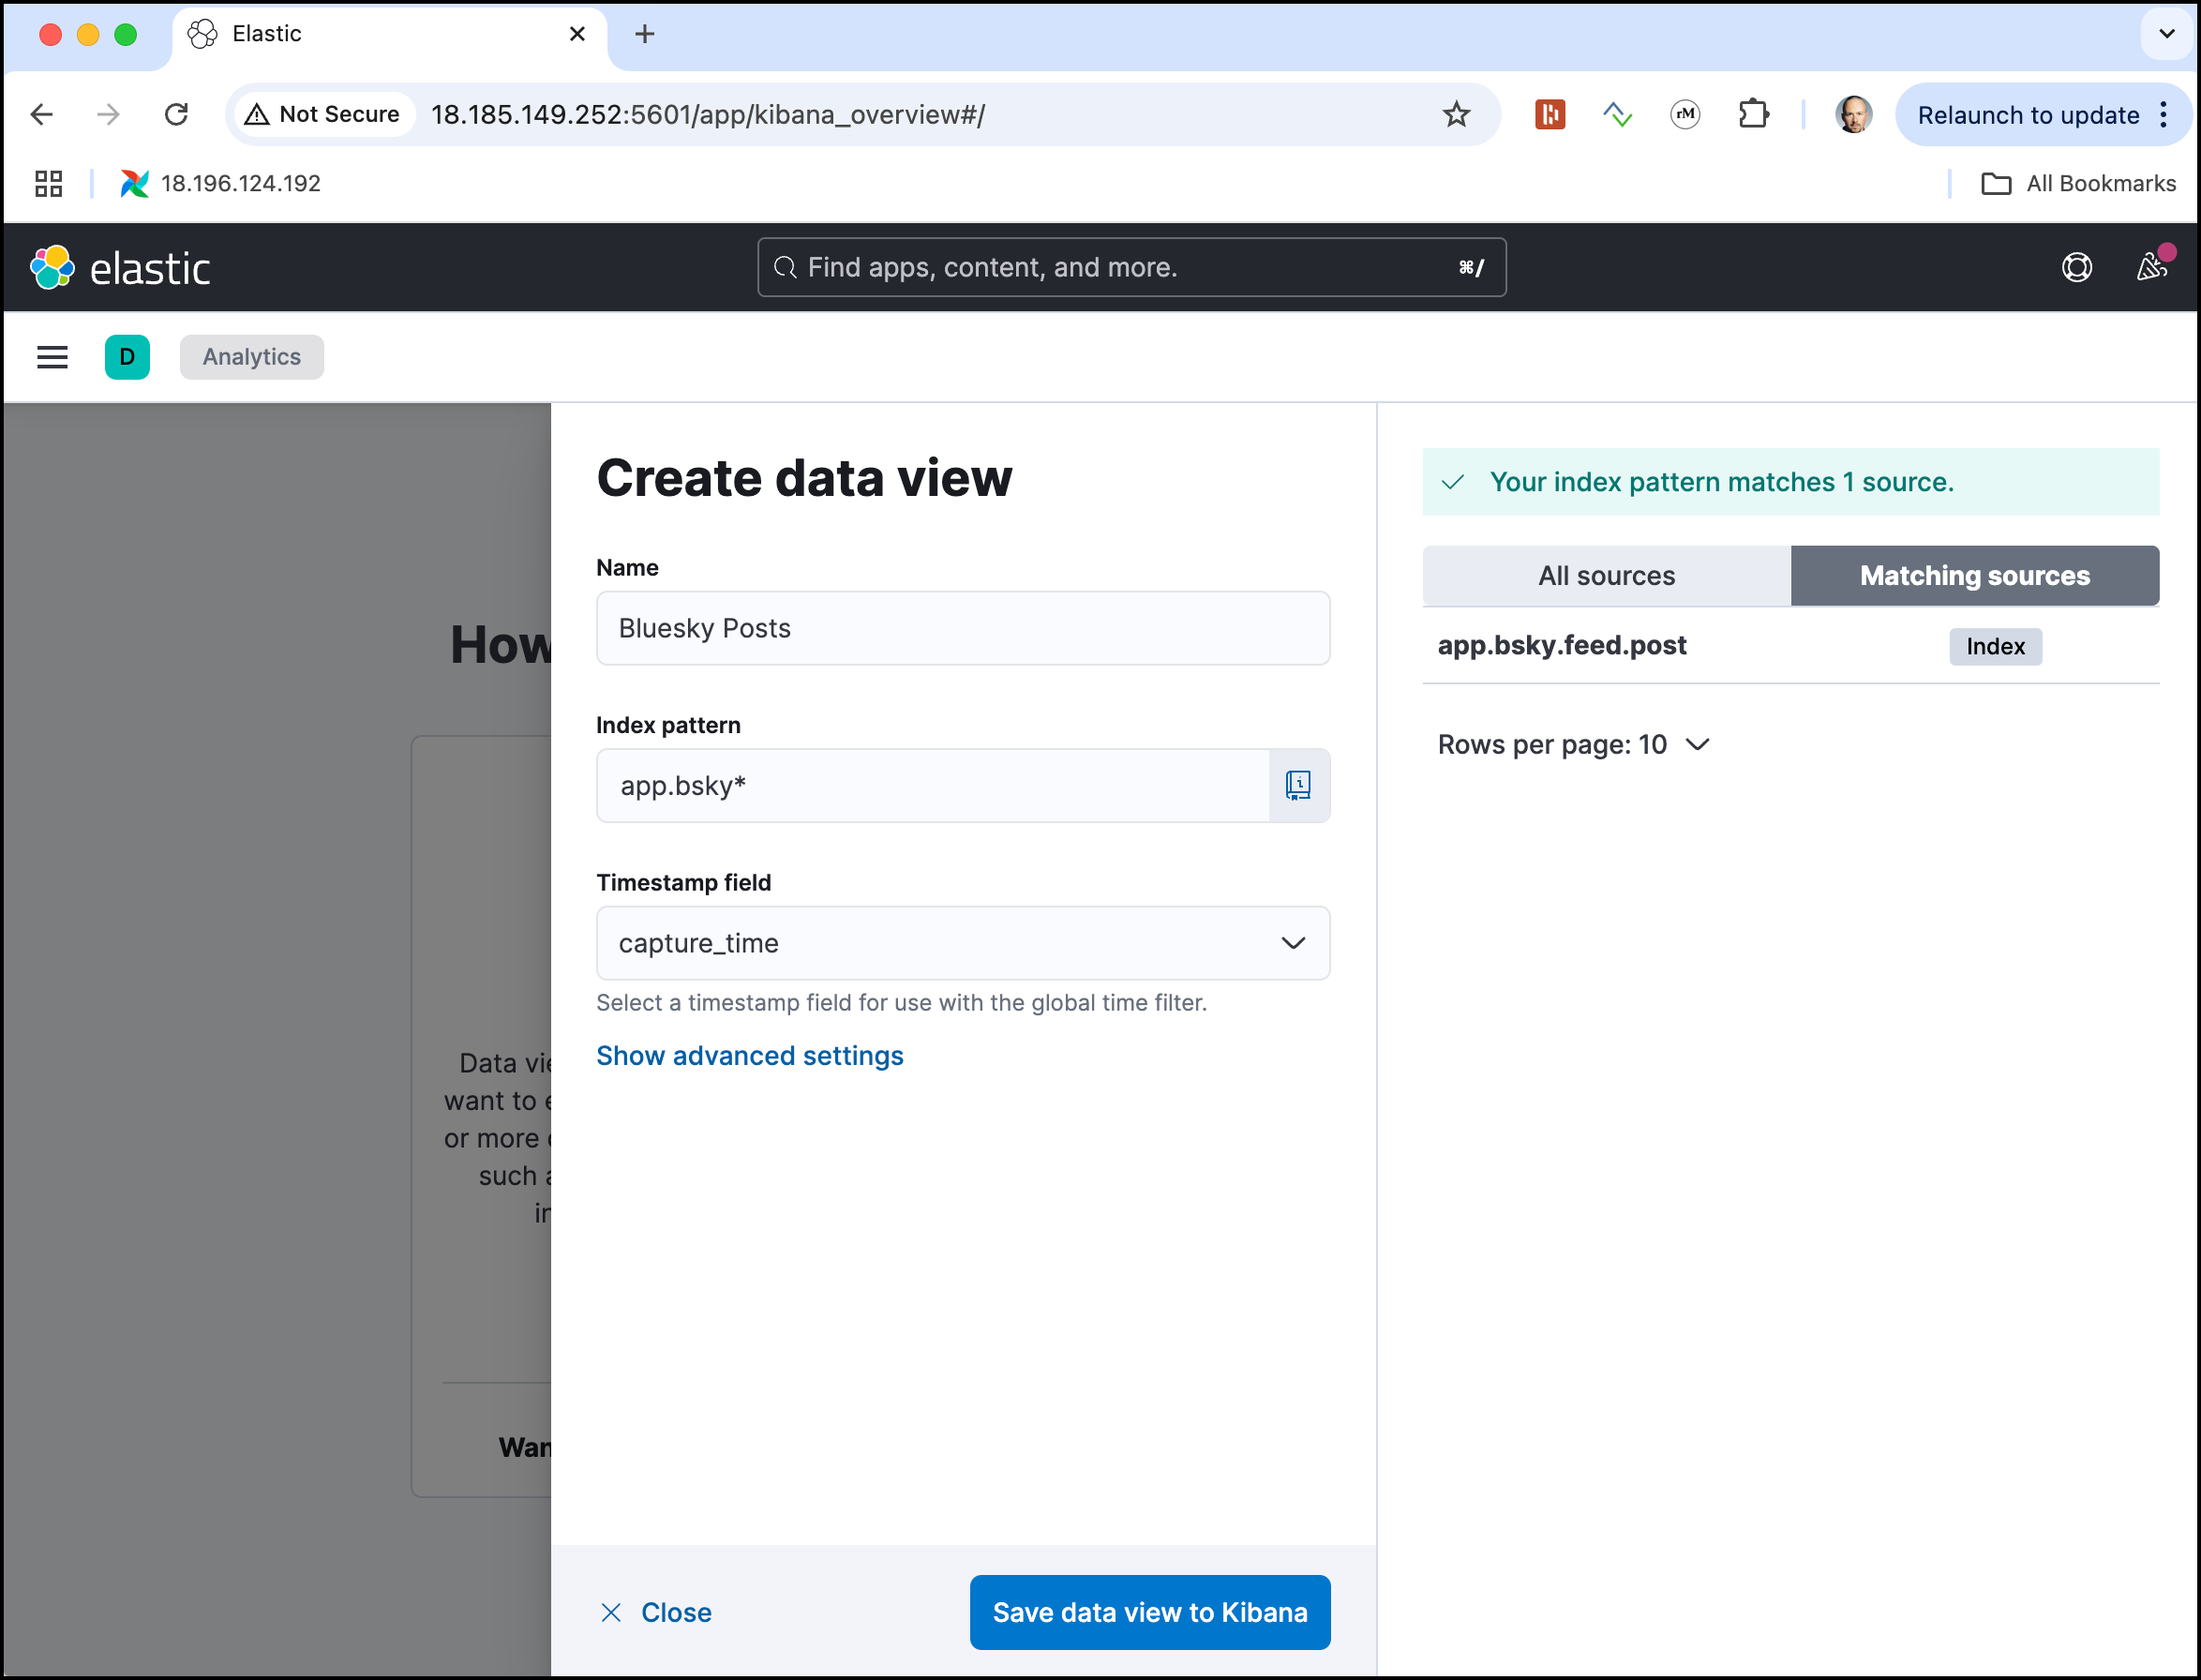 Elastic
Not Secure
18.185.149.252:5601/app/kibana_overview#/
rM
Relaunch to update
18.196.124.192
All Bookmarks
elastic
Find apps, content, and more.
⌘/
D
Analytics
How
Data vie
want to e
or more
such a
in
Wan
Create data view
Name
Bluesky Posts
Index pattern
app.bsky*
Timestamp field
capture_time
Select a timestamp field for use with the global time filter.
Show advanced settings
Close
Save data view to Kibana
Your index pattern matches 1 source.
All sources
Matching sources
app.bsky.feed.post
Index
Rows per page: 10